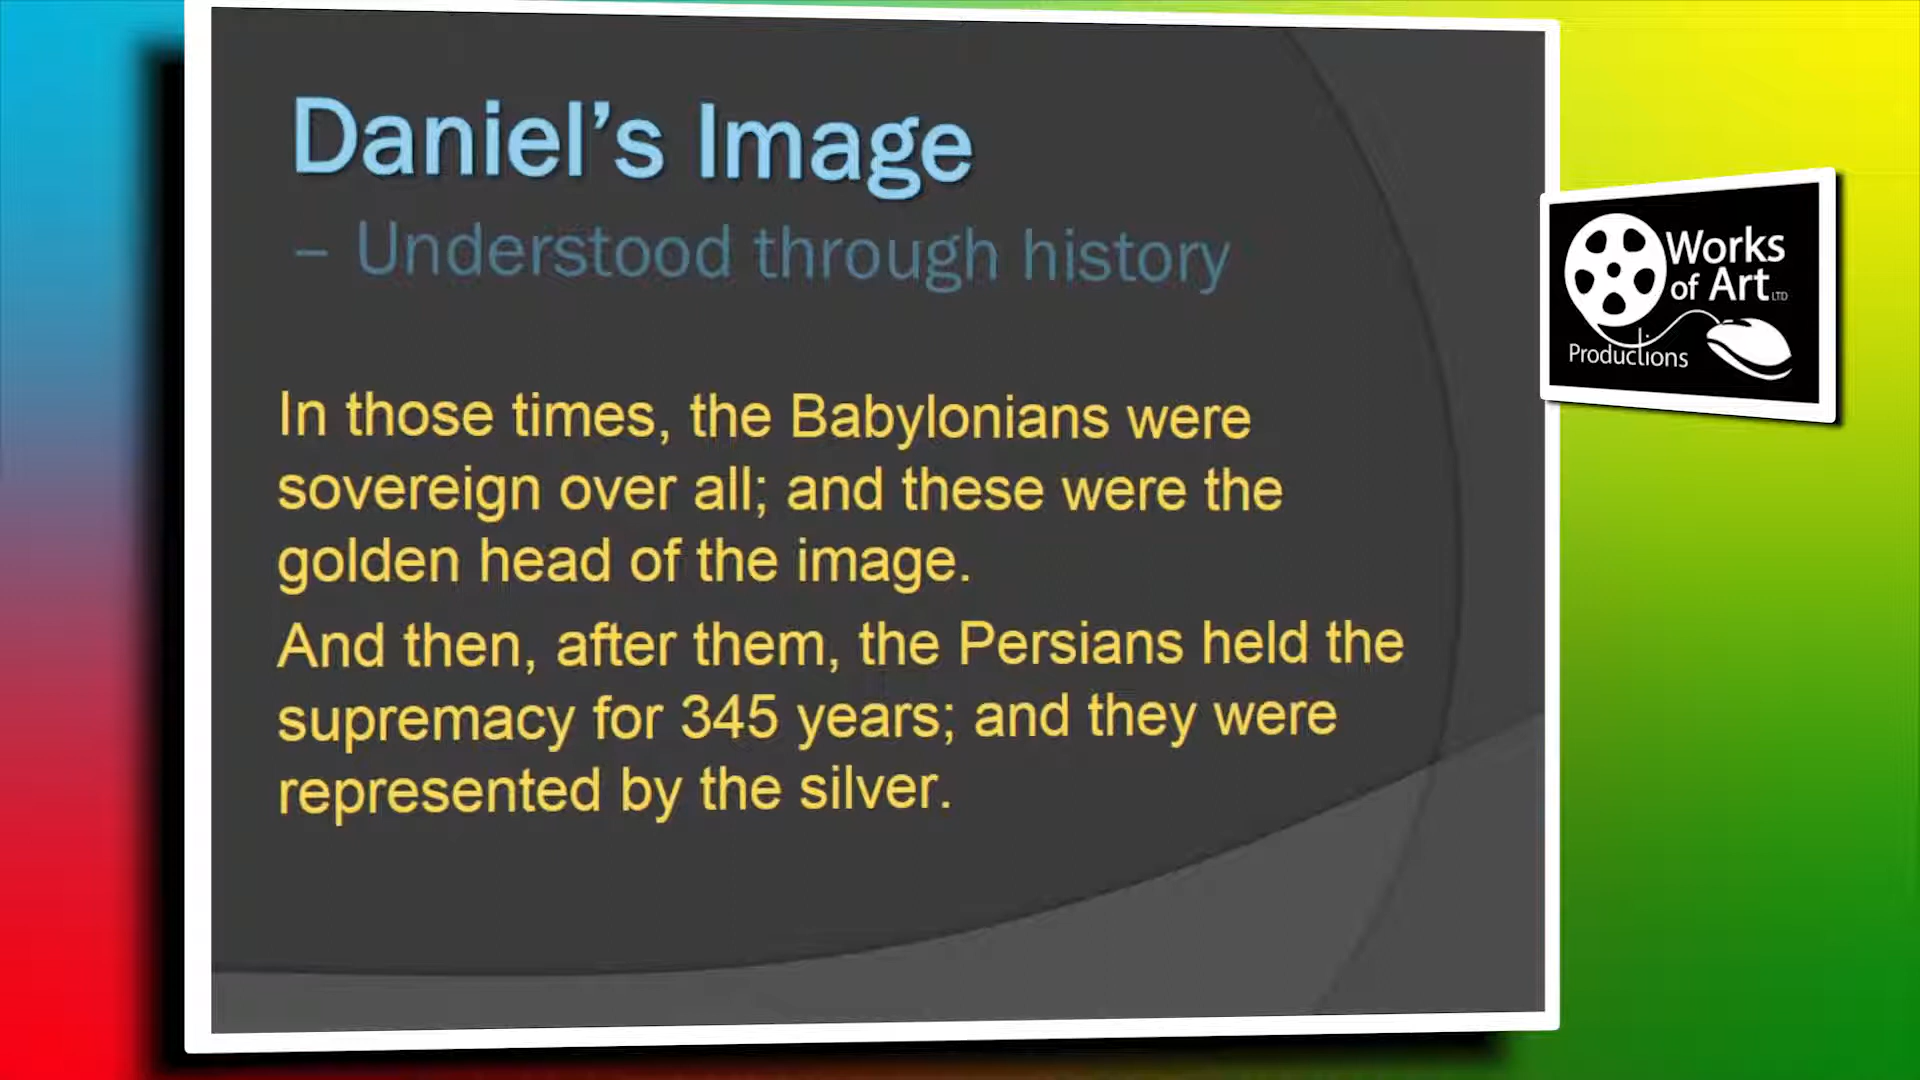 Daniel’s Image
– Understood through history
In those times, the Babylonians were
sovereign over all; and these were the
golden head of the image.
And then, after them, the Persians held the
supremacy for 345 years; and they were
represented by the silver.
Works
of Art LTD
Productions